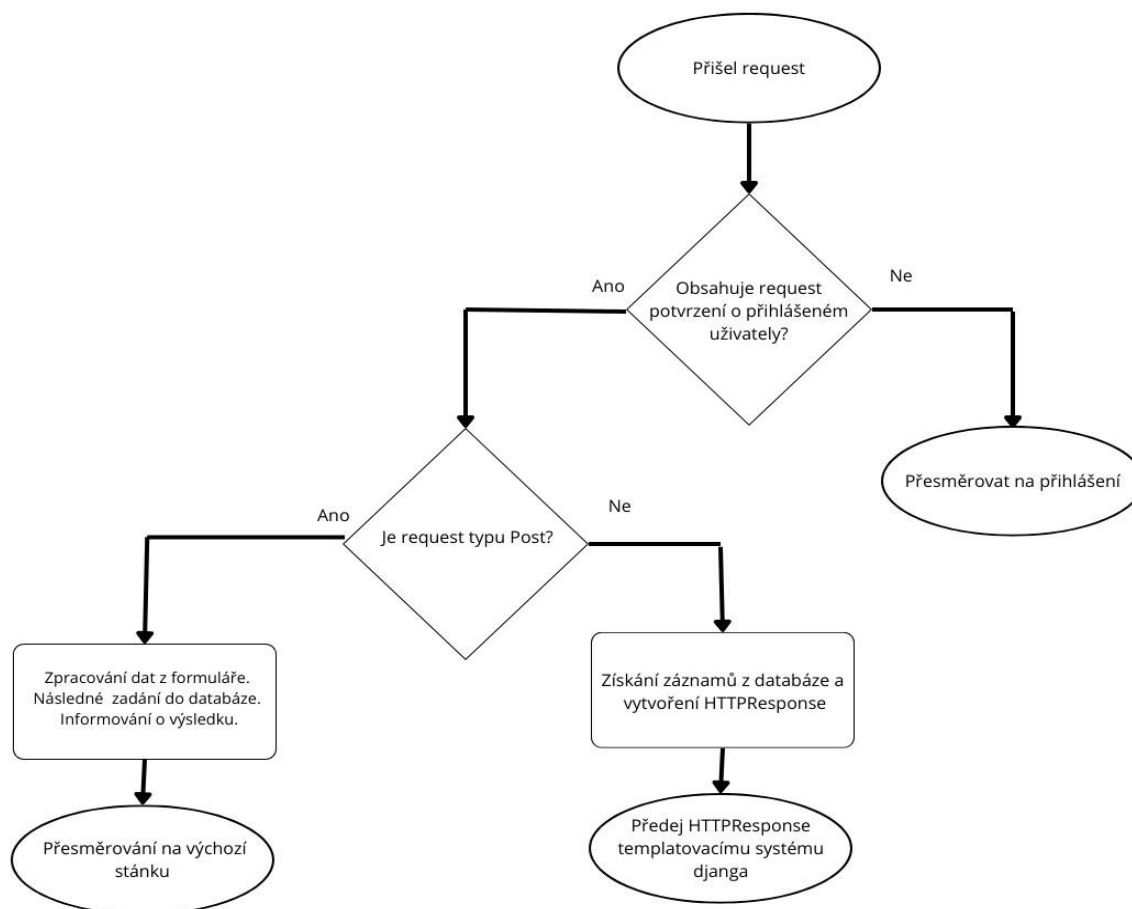 Přišel request
Ano
Ne
Obsahuje request
potvrzení o přihlášeném
uživately?
Přesměrovat na přihlášení
Ano
Ne
Je request typu Post?
Zpracování dat z formuláře.
Následné  zadání do databáze.
Informování o výsledku.
Získání záznamů z databáze a
vytvoření HTTPResponse
Přesměrování na výchozí
stánku
Předej HTTPResponse
templatovacímu systému
djanga